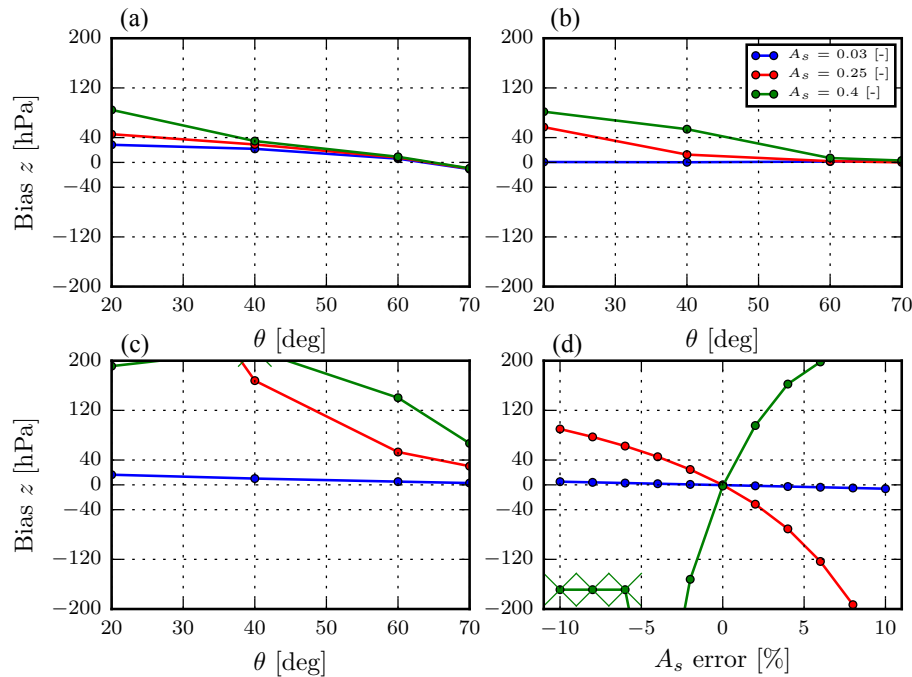 (a)
(b)
200
120
40
0
−40
−120
−200
Bias z [hPa]
20 30 40 50 60 70
θ [deg]
200
120
40
0
−40
−120
−200
A_s = 0.03 [-]
A_s = 0.25 [-]
A_s = 0.4 [-]
20 30 40 50 60 70
θ [deg]
(c)
(d)
200
120
40
0
−40
−120
−200
Bias z [hPa]
20 30 40 50 60 70
θ [deg]
200
120
40
0
−40
−120
−200
−10 −5 0 5 10
A_s error [%]